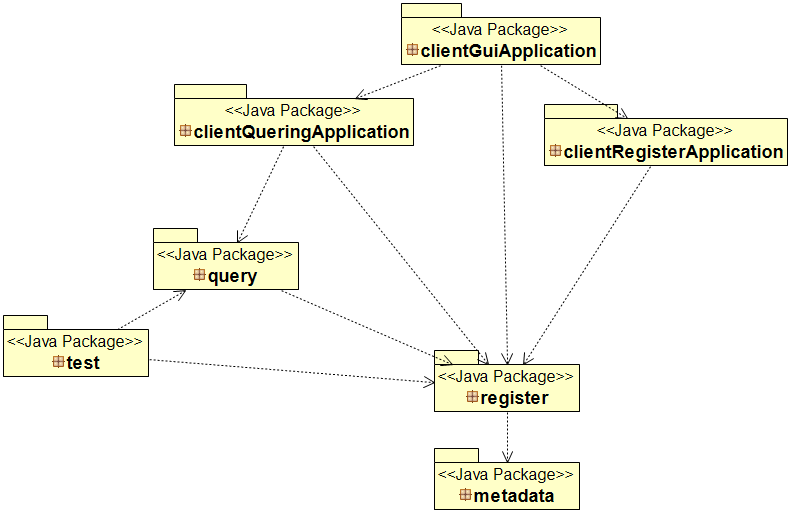 <<Java Package>>
clientGuiApplication
<<Java Package>>
clientQueringApplication
<<Java Package>>
clientRegisterApplication
<<Java Package>>
query
<<Java Package>>
test
<<Java Package>>
register
<<Java Package>>
metadata